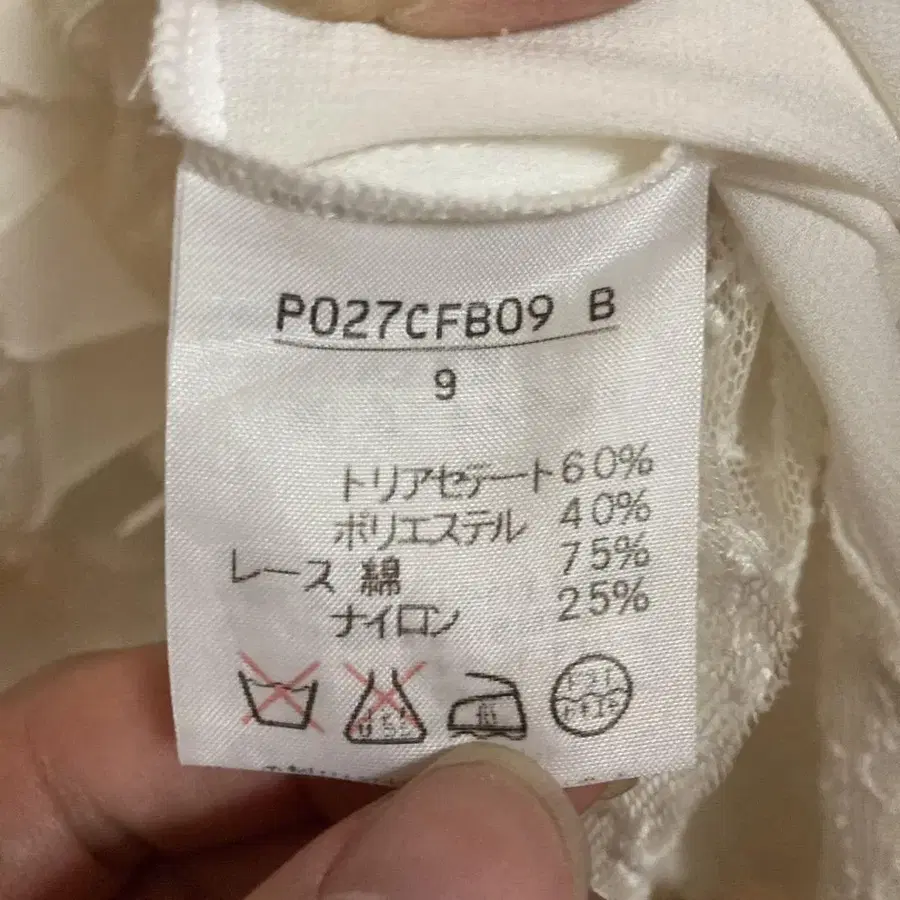 P027CFB09 B
9
トリアセテート60%
ポリエステル 40%
レース 綿 75%
ナイロン 25%